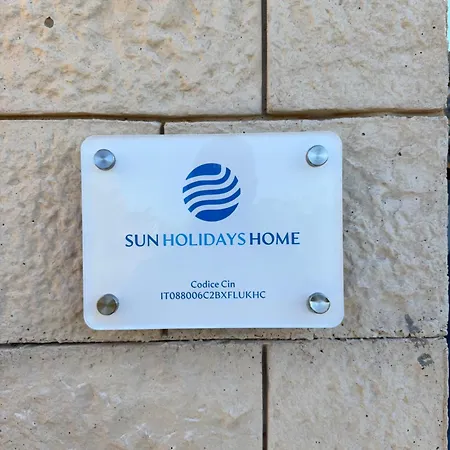 SUN HOLIDAYS HOME
Codice Cin
IT088006C2BXFLUKHC